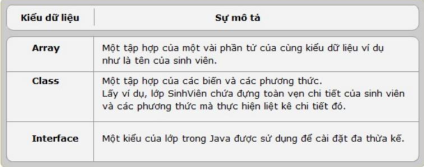 Kiểu dữ liệu Sự mô tả
Array Một tập hợp của một vài phần tử của cùng kiểu dữ liệu ví dụ
như là tên của sinh viên.
Class Một tập hợp của các biến và các phương thức.
Lấy ví dụ, lớp SinhViên chứa đựng toàn vẹn chi tiết của sinh viên
và các phương thức mà thực hiện liệt kê chi tiết đó.
Interface Một kiểu của lớp trong Java được sử dụng để cài đặt đa thừa kế.